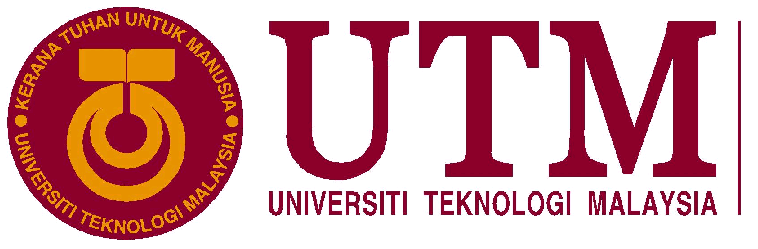 KERANA TUHAN UNTUK MANUSIA
UNIVERSITI TEKNOLOGI MALAYSIA
UTM
UNIVERSITI TEKNOLOGI MALAYSIA